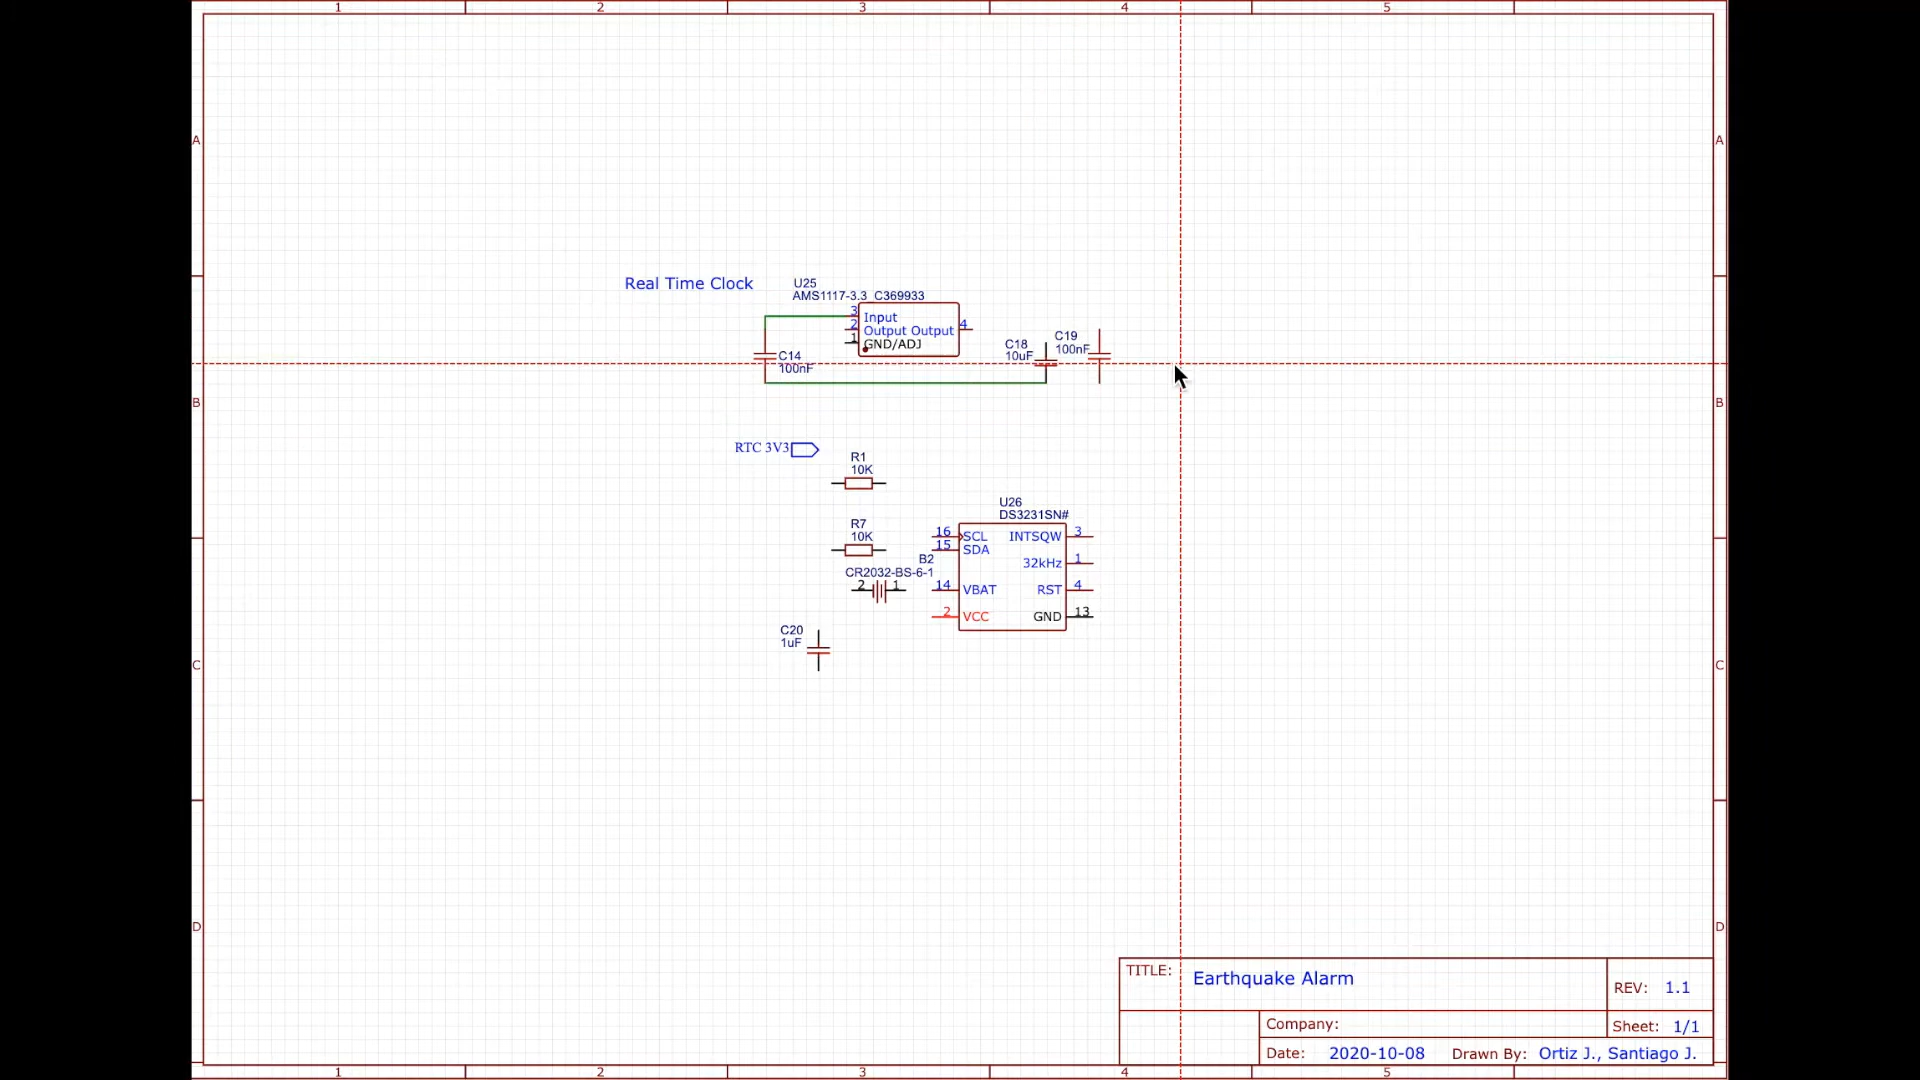 1 2 3 4 5
A A
Real Time Clock
U25
AMS1117-3.3 C369933
3 Input
2 Output Output 4
1 GND/ADJ
C14
100nF
C18
10uF
C19
100nF
B B
RTC 3V3
R1
10K
R7
10K
U26
DS3231SN#
16 SCL INTSQW 3
15 SDA
32kHz 1
14 VBAT RST 4
2 VCC GND 13
B2
CR2032-BS-6-1
2 1
C20
1uF
C C
D D
TITLE: Earthquake Alarm
REV: 1.1
Company:
Sheet: 1/1
Date: 2020-10-08 Drawn By: Ortiz J., Santiago J.
1 2 3 4 5